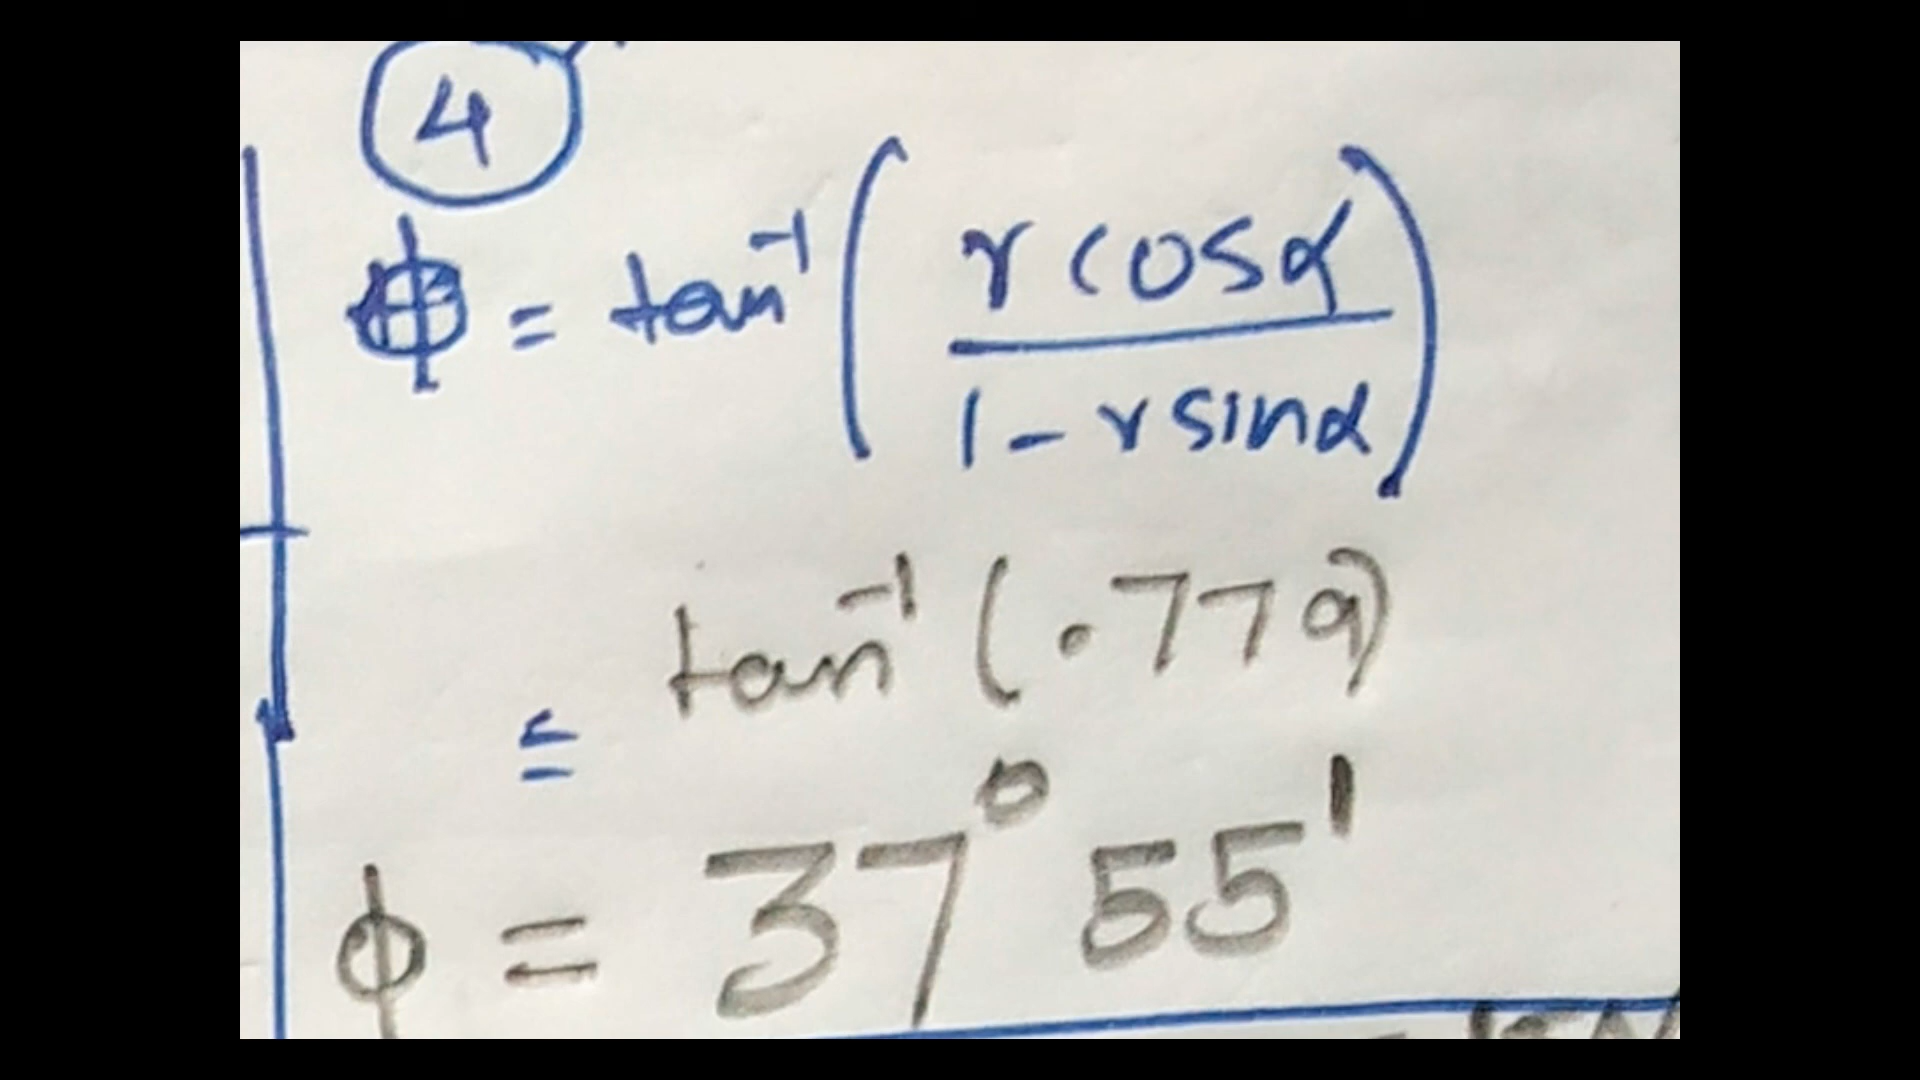 4
ϕ = tan⁻¹ ( r cosα / 1 - r sinα )
= tan⁻¹ (.779)
ϕ = 37° 55'